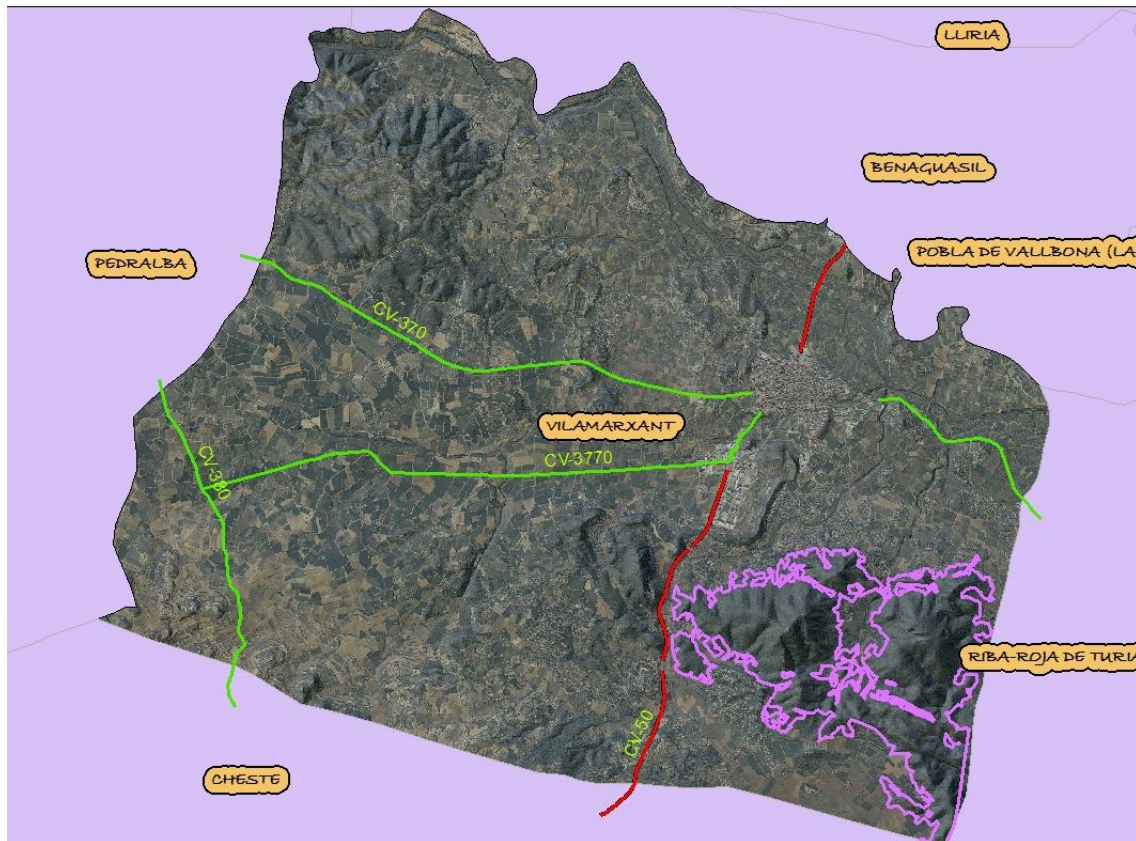 LLIRIA
BENAGUASIL
POBLA DE VALLBONA (LA
PEDRALBA
CV-370
VILAMARXANT
CV-3770
CV-380
RIBA-ROJA DE TURIA
CV-50
CHESTE